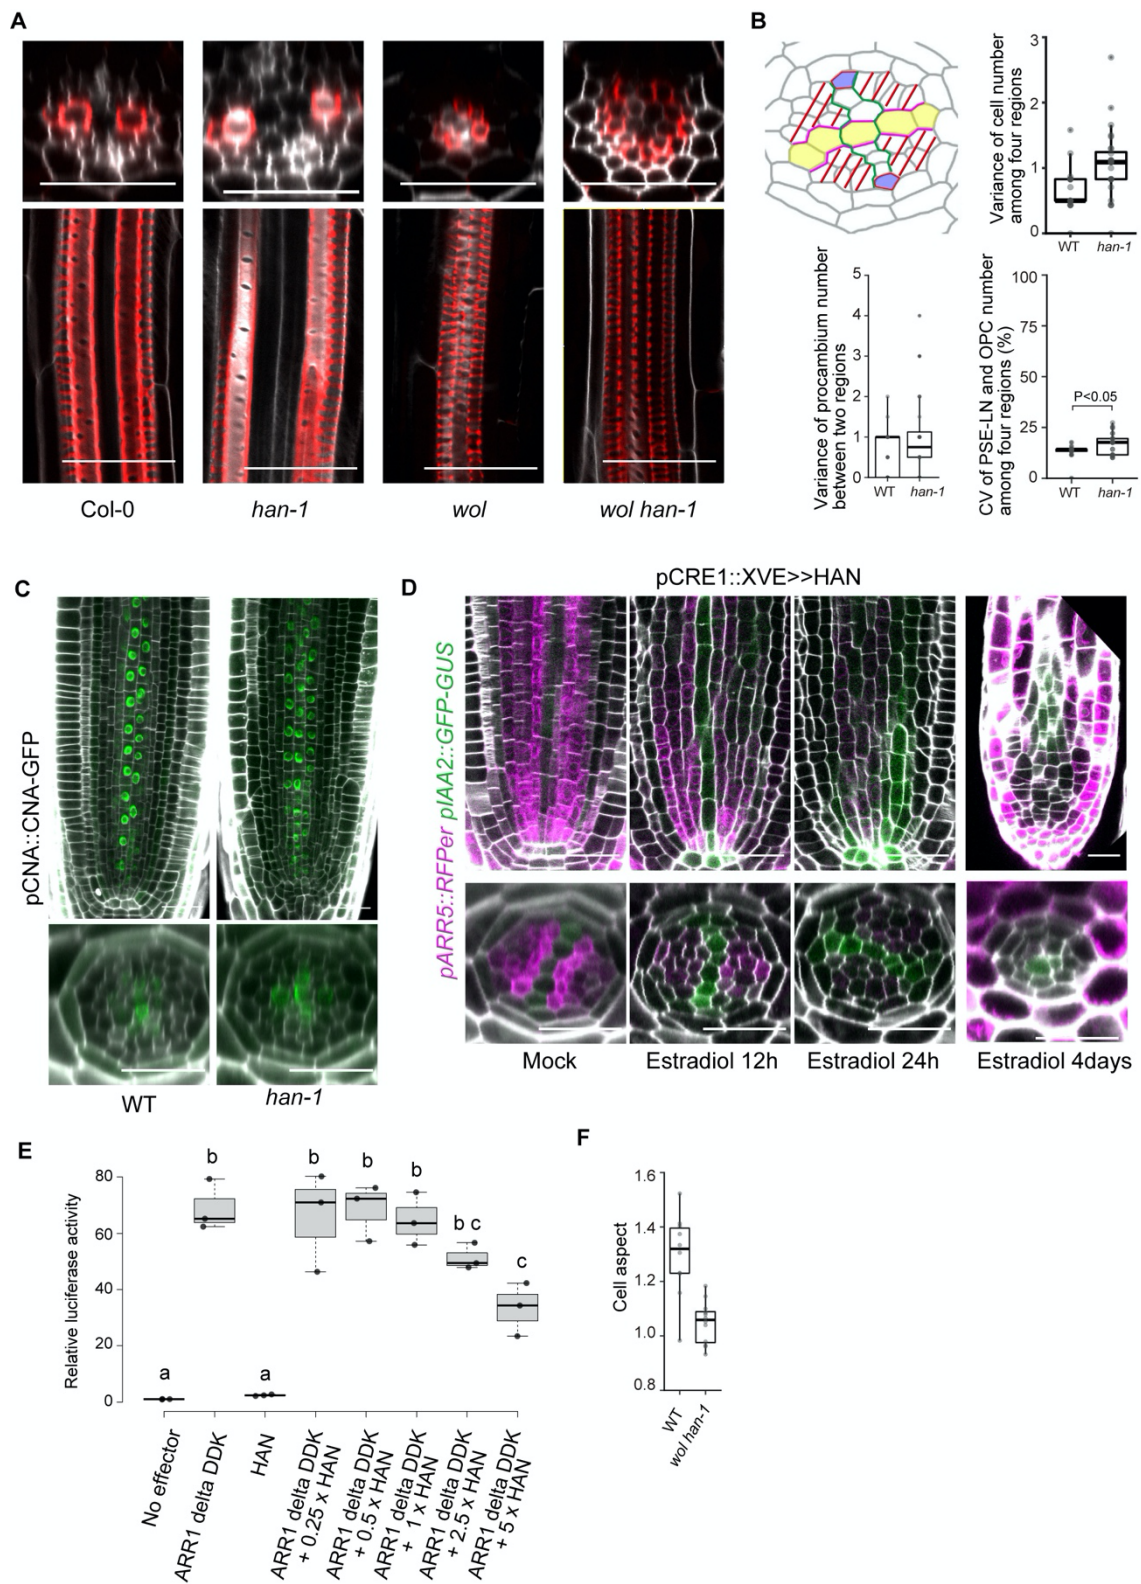 A
Col-0
han-1
wol
wol han-1
B
Variance of cell number
among four regions
3
2
1
0
WT
han-1
Variance of procambium number
between two regions
5
4
3
2
1
0
WT
han-1
CV of PSE-LN and OPC number
among four regions (%)
100
75
50
25
0
P<0.05
WT
han-1
C
pCNA::CNA-GFP
WT
han-1
D
pCRE1::XVE>>HAN
pARR5::RFPer pIAA2::GFP-GUS
Mock
Estradiol 12h
Estradiol 24h
Estradiol 4days
E
Relative luciferase activity
80
60
40
20
0
a
b
a
b
b
b
b c
c
No effector
ARR1 delta DDK
HAN
ARR1 delta DDK
+ 0.25 x HAN
ARR1 delta DDK
+ 0.5 x HAN
ARR1 delta DDK
+ 1 x HAN
ARR1 delta DDK
+ 2.5 x HAN
ARR1 delta DDK
+ 5 x HAN
F
Cell aspect
1.6
1.4
1.2
1.0
0.8
WT
wol han-1